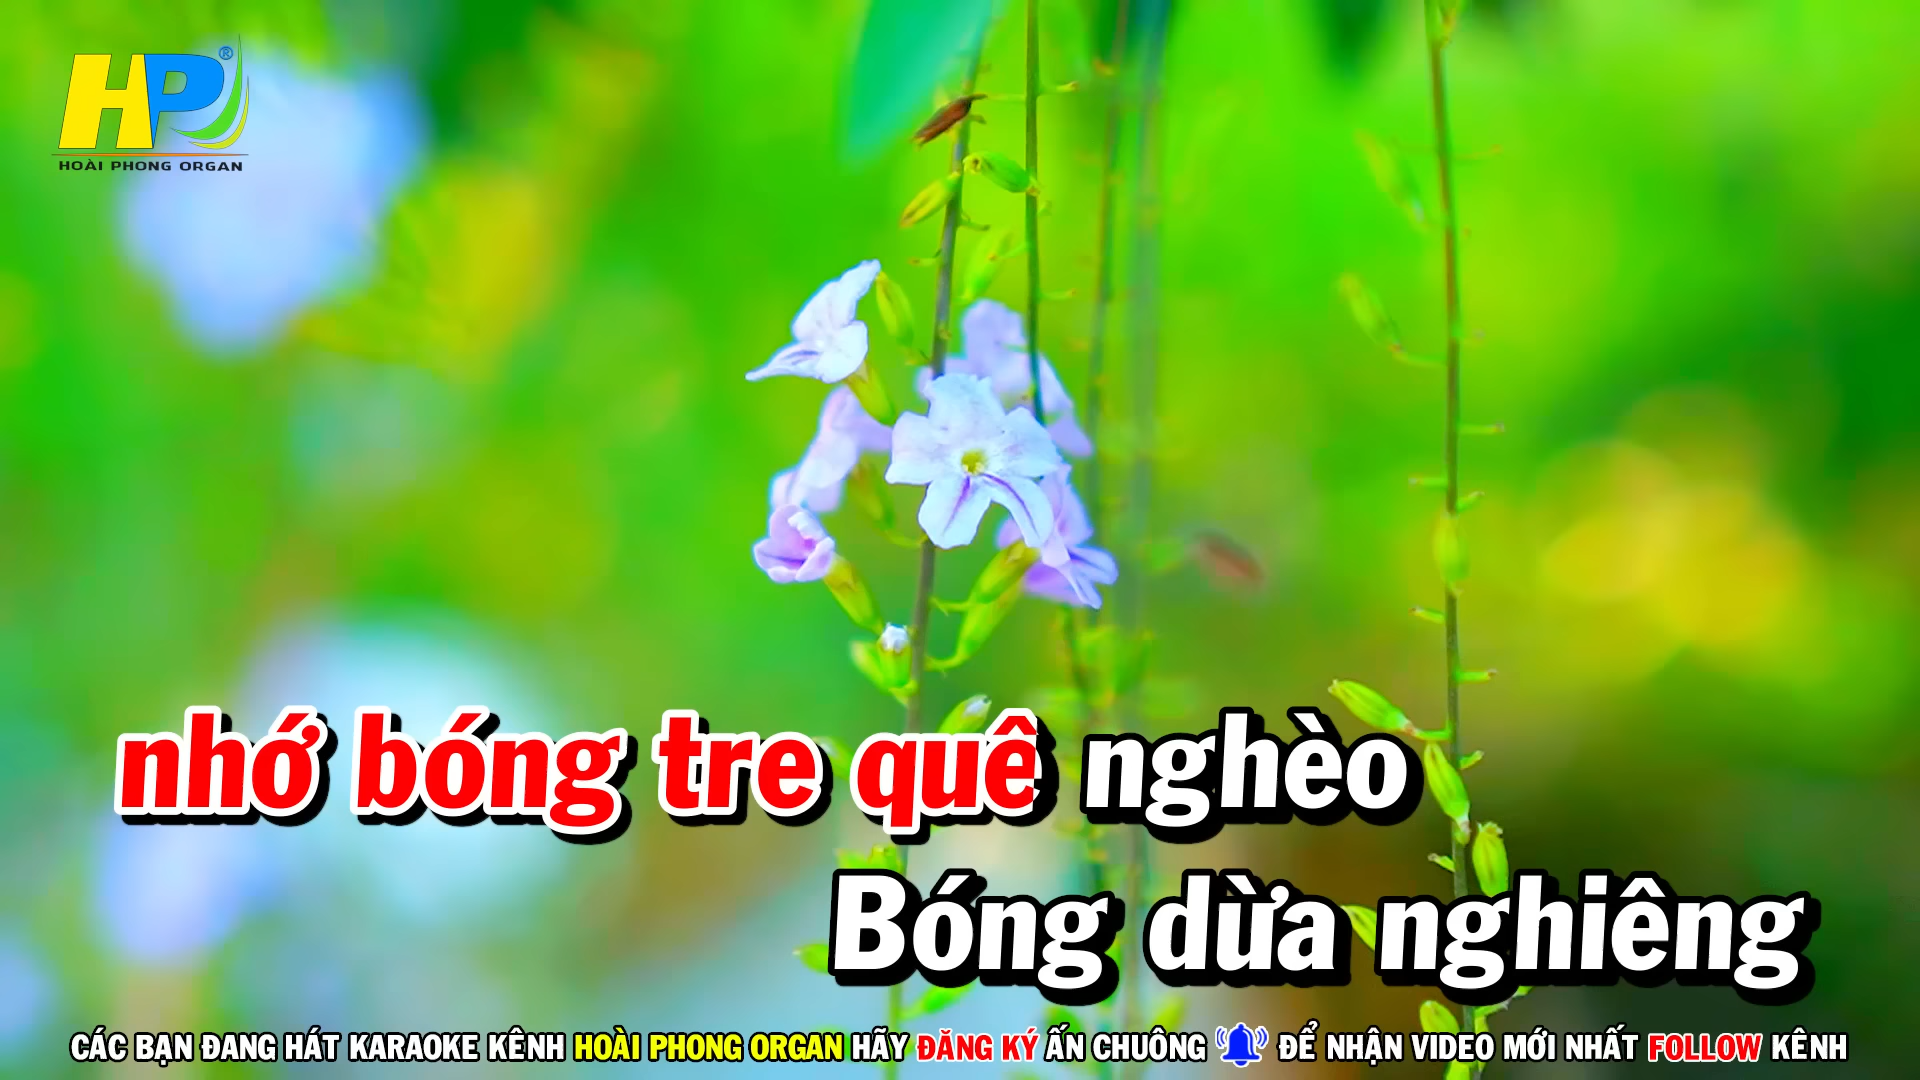 HP®
HOÀI PHONG ORGAN
nhớ bóng tre quê nghèo
Bóng dừa nghiêng
CÁC BẠN ĐANG HÁT KARAOKE KÊNH HOÀI PHONG ORGAN HÃY ĐĂNG KÝ ẤN CHUÔNG ĐỂ NHẬN VIDEO MỚI NHẤT FOLLOW KÊNH